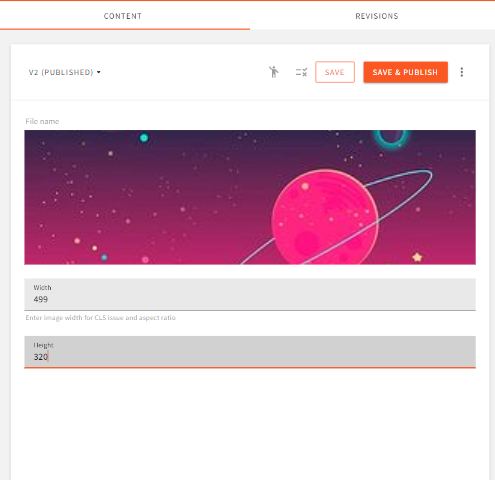 CONTENT
REVISIONS
V2 (PUBLISHED)
SAVE
SAVE & PUBLISH
File name
Width
499
Enter image width for CLS issue and aspect ratio
Height
320